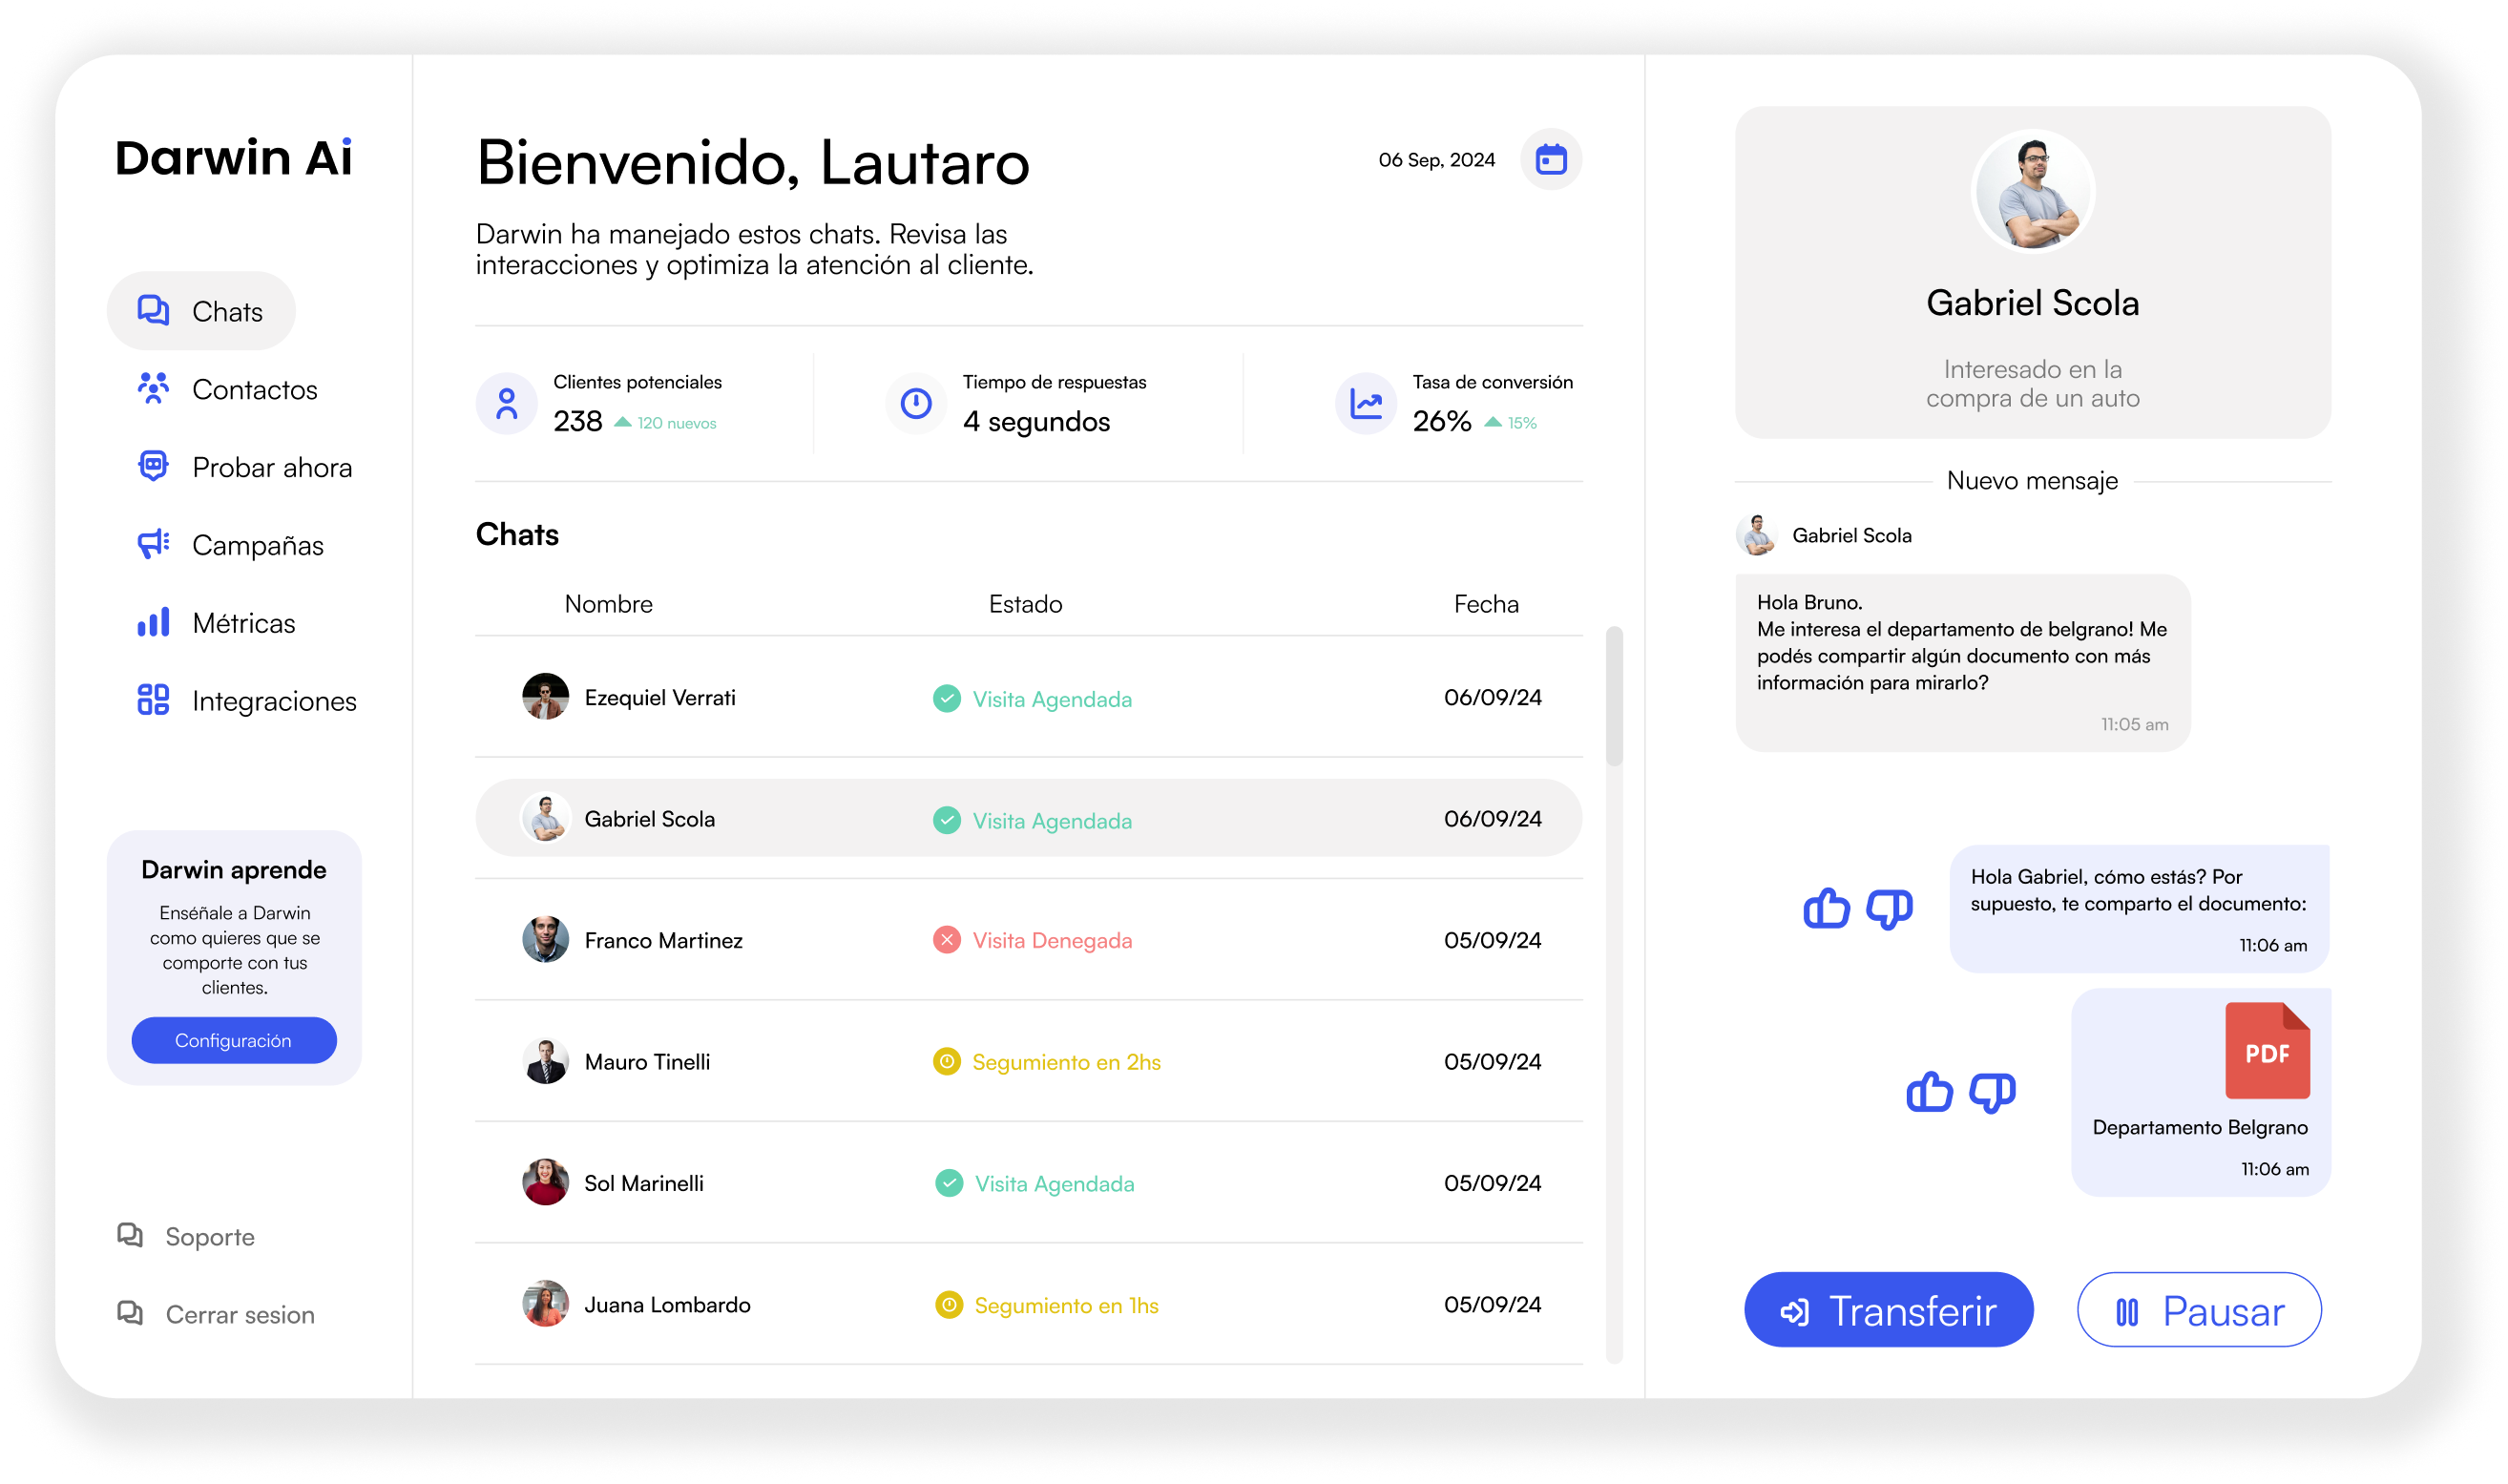 Darwin Ai
Chats
Contactos
Probar ahora
Campañas
Métricas
Integraciones
Darwin aprende
Enséñale a Darwin
como quieres que se
comporte con tus
clientes.
Configuración
Soporte
Cerrar sesion
Bienvenido, Lautaro
06 Sep, 2024
Darwin ha manejado estos chats. Revisa las
interacciones y optimiza la atención al cliente.
Clientes potenciales
238 120 nuevos
Tiempo de respuestas
4 segundos
Tasa de conversión
26% 15%
Chats
Nombre Estado Fecha
Ezequiel Verrati Visita Agendada 06/09/24
Gabriel Scola Visita Agendada 06/09/24
Franco Martinez Visita Denegada 05/09/24
Mauro Tinelli Segumiento en 2hs 05/09/24
Sol Marinelli Visita Agendada 05/09/24
Juana Lombardo Segumiento en 1hs 05/09/24
Gabriel Scola
Interesado en la
compra de un auto
Nuevo mensaje
Gabriel Scola
Hola Bruno.
Me interesa el departamento de belgrano! Me
podés compartir algún documento con más
información para mirarlo?
11:05 am
Hola Gabriel, cómo estás? Por
supuesto, te comparto el documento:
11:06 am
PDF
Departamento Belgrano
11:06 am
Transferir
Pausar